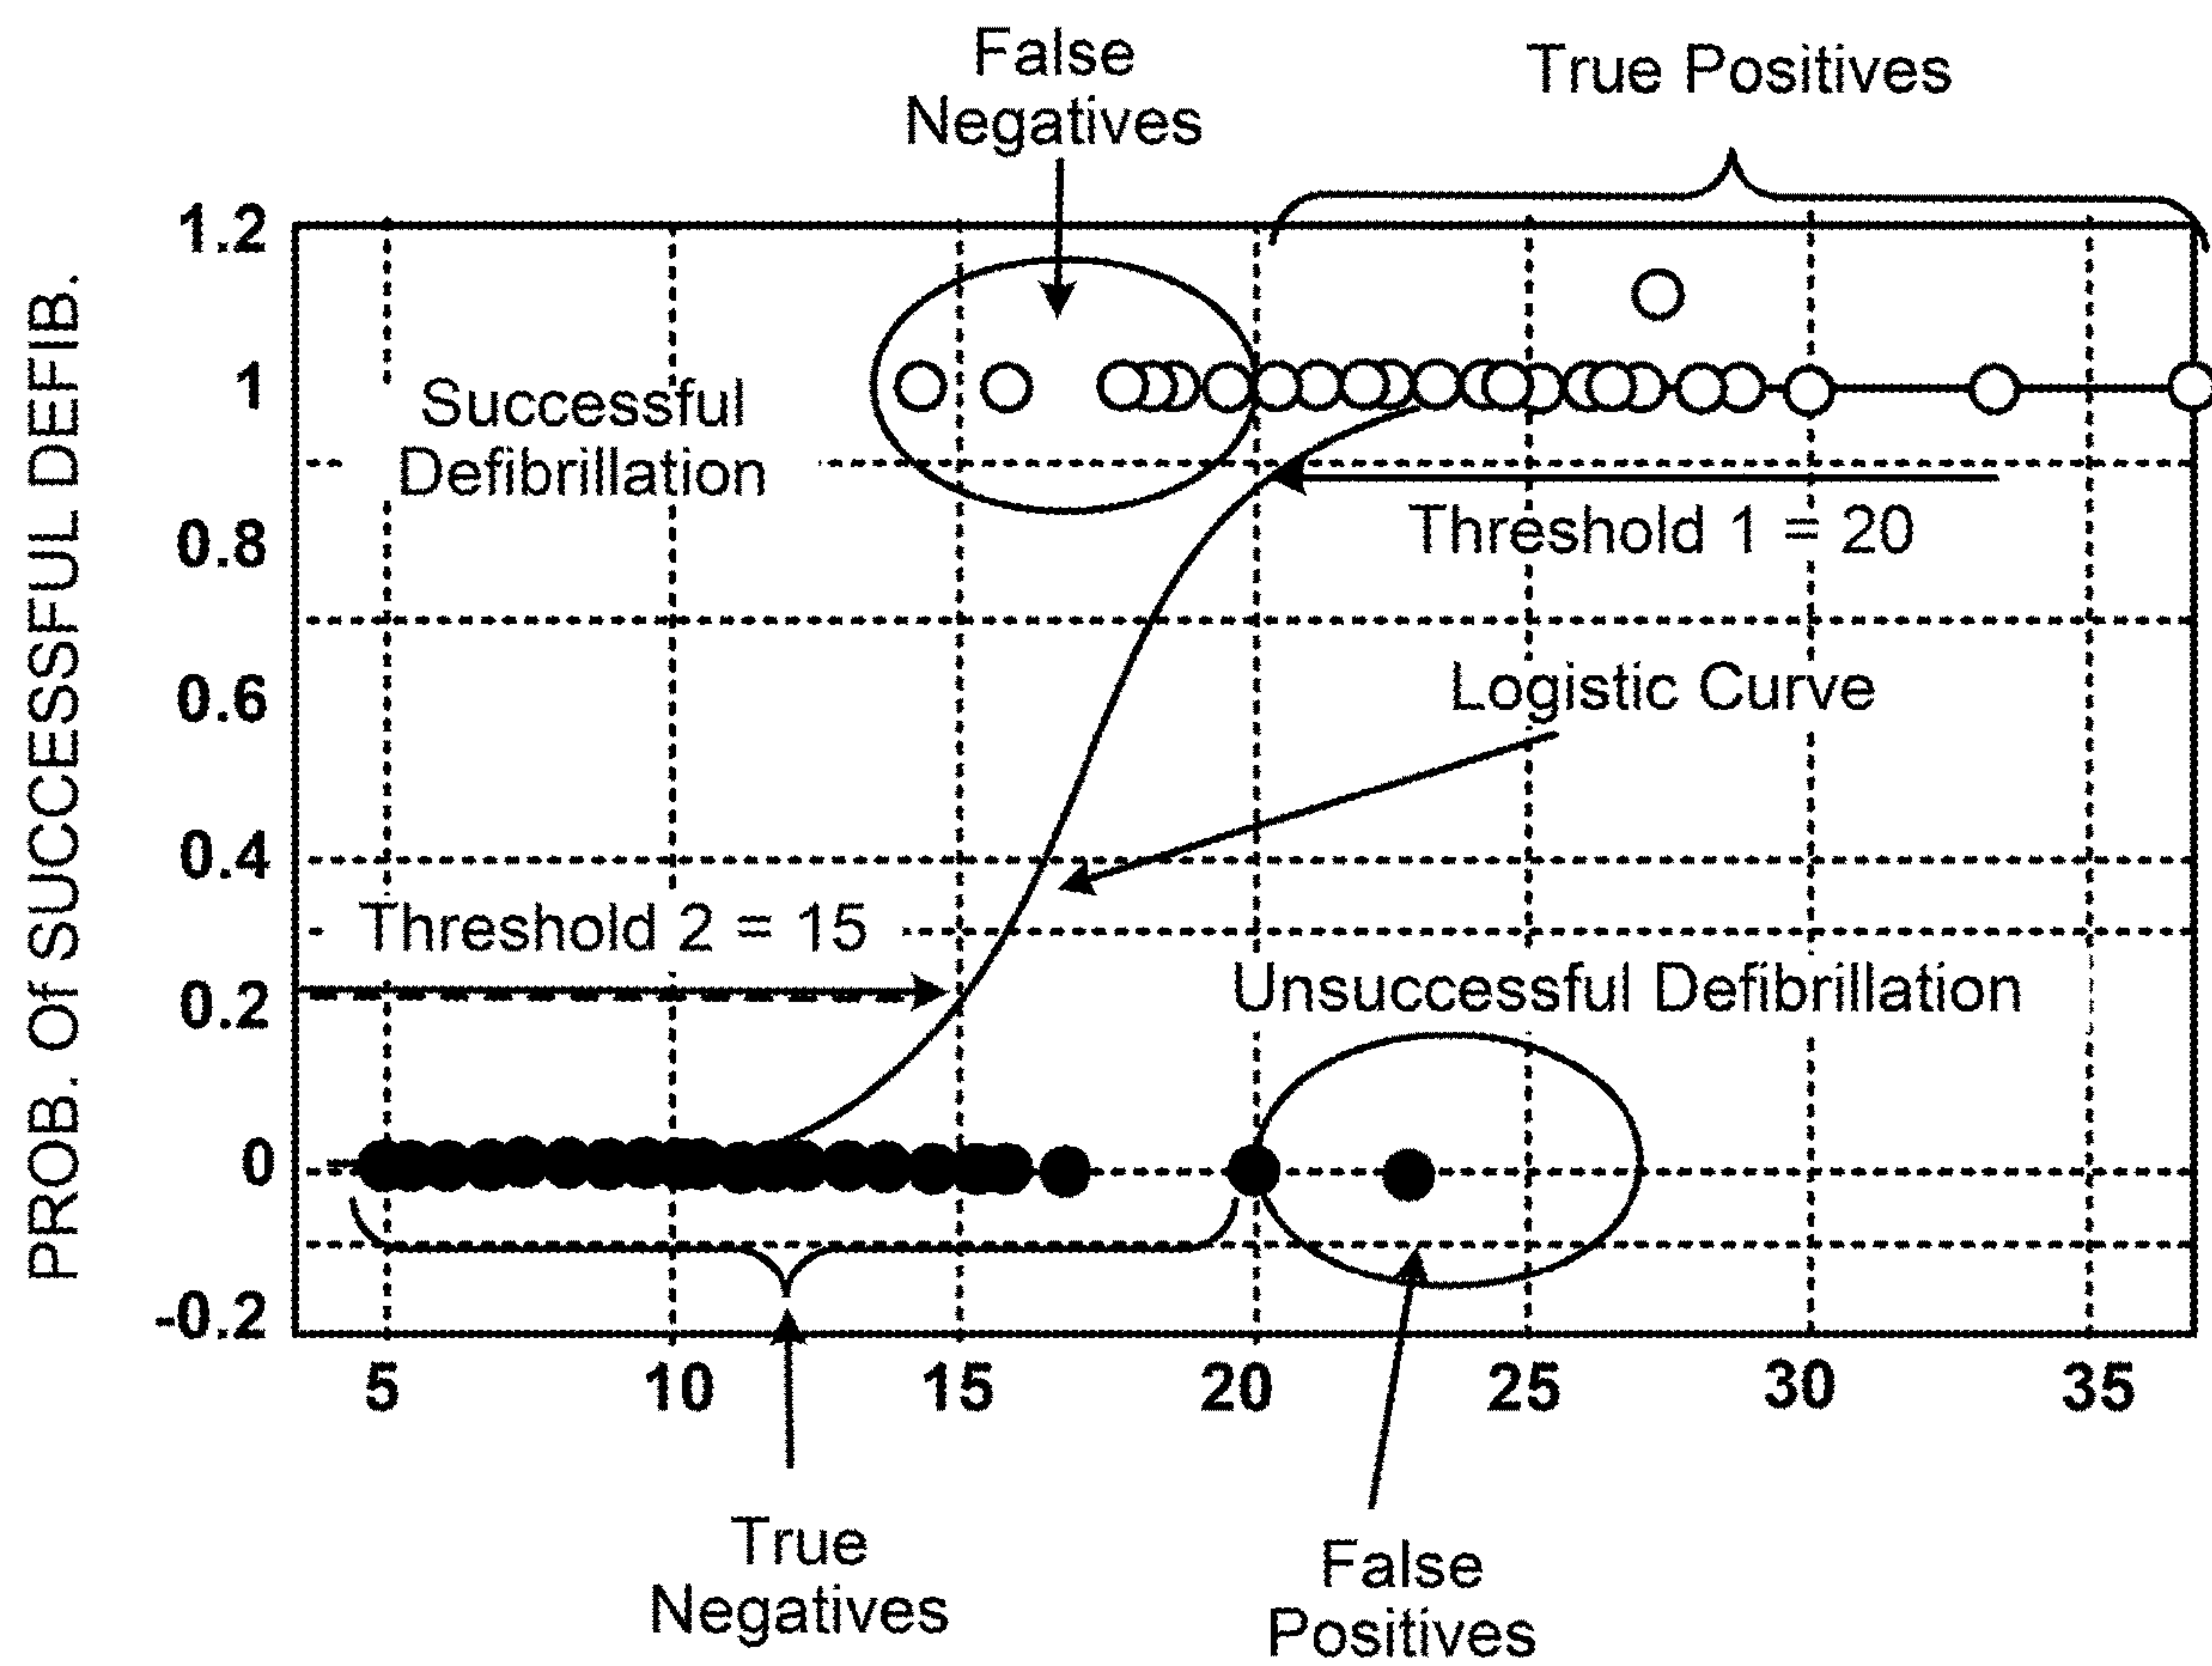 False
Negatives
True Positives
PROB. Of SUCCESSFUL DEFIB.
1.2
1
0.8
0.6
0.4
0.2
0
-0.2
Successful
Defibrillation
Threshold 1 = 20
Logistic Curve
Threshold 2 = 15
Unsuccessful Defibrillation
5 10 15 20 25 30 35
True
Negatives
False
Positives